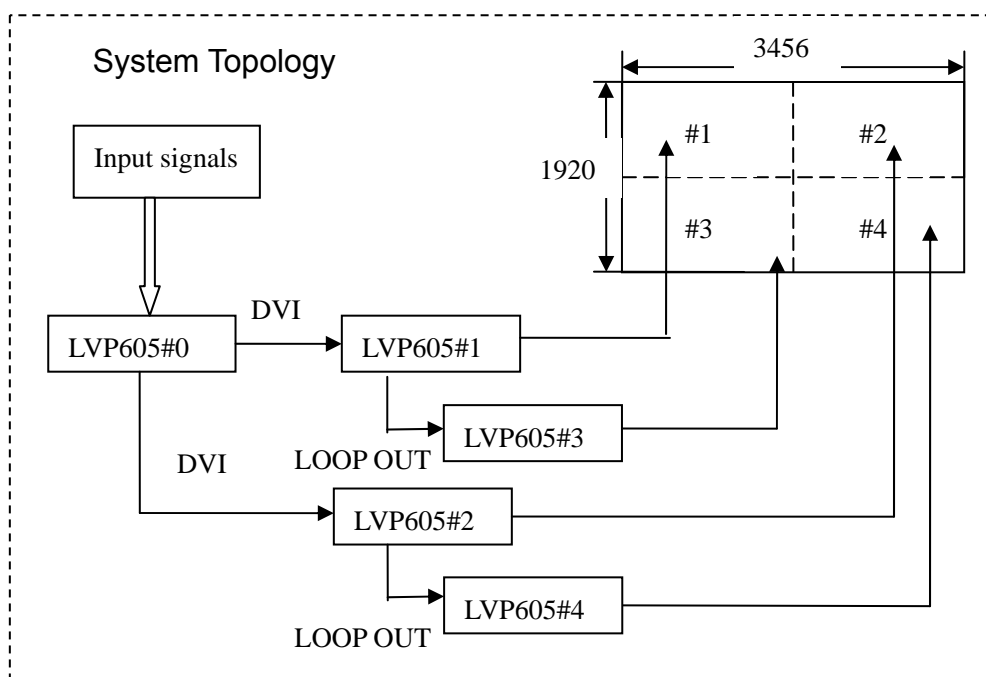 System Topology
3456
Input signals
#1
#2
1920
#3
#4
DVI
LVP605#0
LVP605#1
LVP605#3
LOOP OUT
DVI
LVP605#2
LVP605#4
LOOP OUT